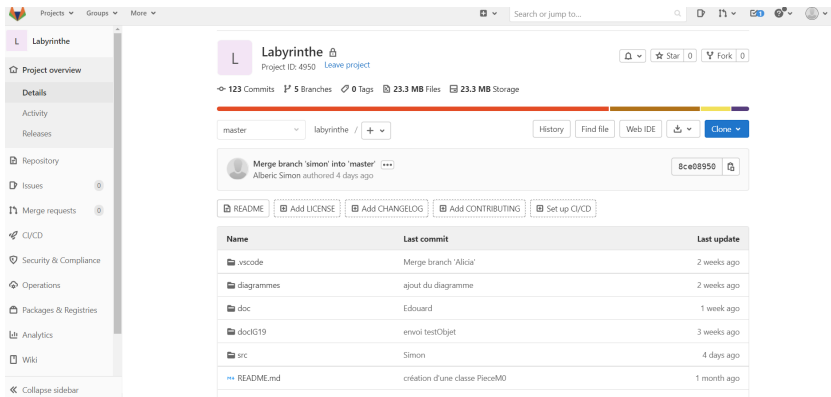 Projects Groups More Search or jump to... 1
L Labyrinthe
Project overview
Details
Activity
Releases
Repository
Issues 0
Merge requests 0
CI/CD
Security & Compliance
Operations
Packages & Registries
Analytics
Wiki
Collapse sidebar
L Labyrinthe
Project ID: 4950 Leave project
Star 0 Fork 0
123 Commits 5 Branches 0 Tags 23.3 MB Files 23.3 MB Storage
master labyrinthe / + History Find file Web IDE Clone
Merge branch 'simon' into 'master'
Alberic Simon authored 4 days ago
8ce08950
README Add LICENSE Add CHANGELOG Add CONTRIBUTING Set up CI/CD
Name Last commit Last update
.vscode Merge branch 'Alicia' 2 weeks ago
diagrammes ajout du diagramme 2 weeks ago
doc Edouard 1 week ago
docIG19 envoi testObjet 3 weeks ago
src Simon 4 days ago
README.md création d'une classe PieceM0 1 month ago